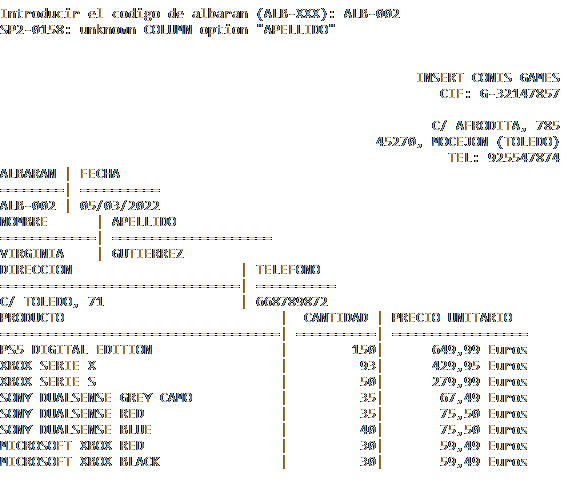 Introducir el codigo de albaran (ALB-XXX): ALB-002
SP2-0158: unknown COLUMN option "APELLIDO"
INSERT COINS GAMES
CIF: G-32147857
C/ AFRODITA, 785
45270, MOCEJON (TOLEDO)
TEL: 925547874
ALBARAN | FECHA
========| ==========
ALB-002 | 05/03/2022
NOMBRE      | APELLIDO
============| ====================
VIRGINIA    | GUTIERREZ
DIRECCION                     | TELEFONO
==============================| ==========
C/ TOLEDO, 71                 | 668789872
PRODUCTO                           |  CANTIDAD | PRECIO UNITARIO
===================================| ==========| =================
PS5 DIGITAL EDITION                |        150|     649,99 Euros
XBOX SERIE X                       |         93|     429,95 Euros
XBOX SERIE S                       |         50|     279,99 Euros
SONY DUALSENSE GREY CAMO           |         35|      67,49 Euros
SONY DUALSENSE RED                 |         35|      75,50 Euros
SONY DUALSENSE BLUE                |         40|      75,50 Euros
MICROSOFT XBOX RED                 |         30|      59,49 Euros
MICROSOFT XBOX BLACK               |         30|      59,49 Euros